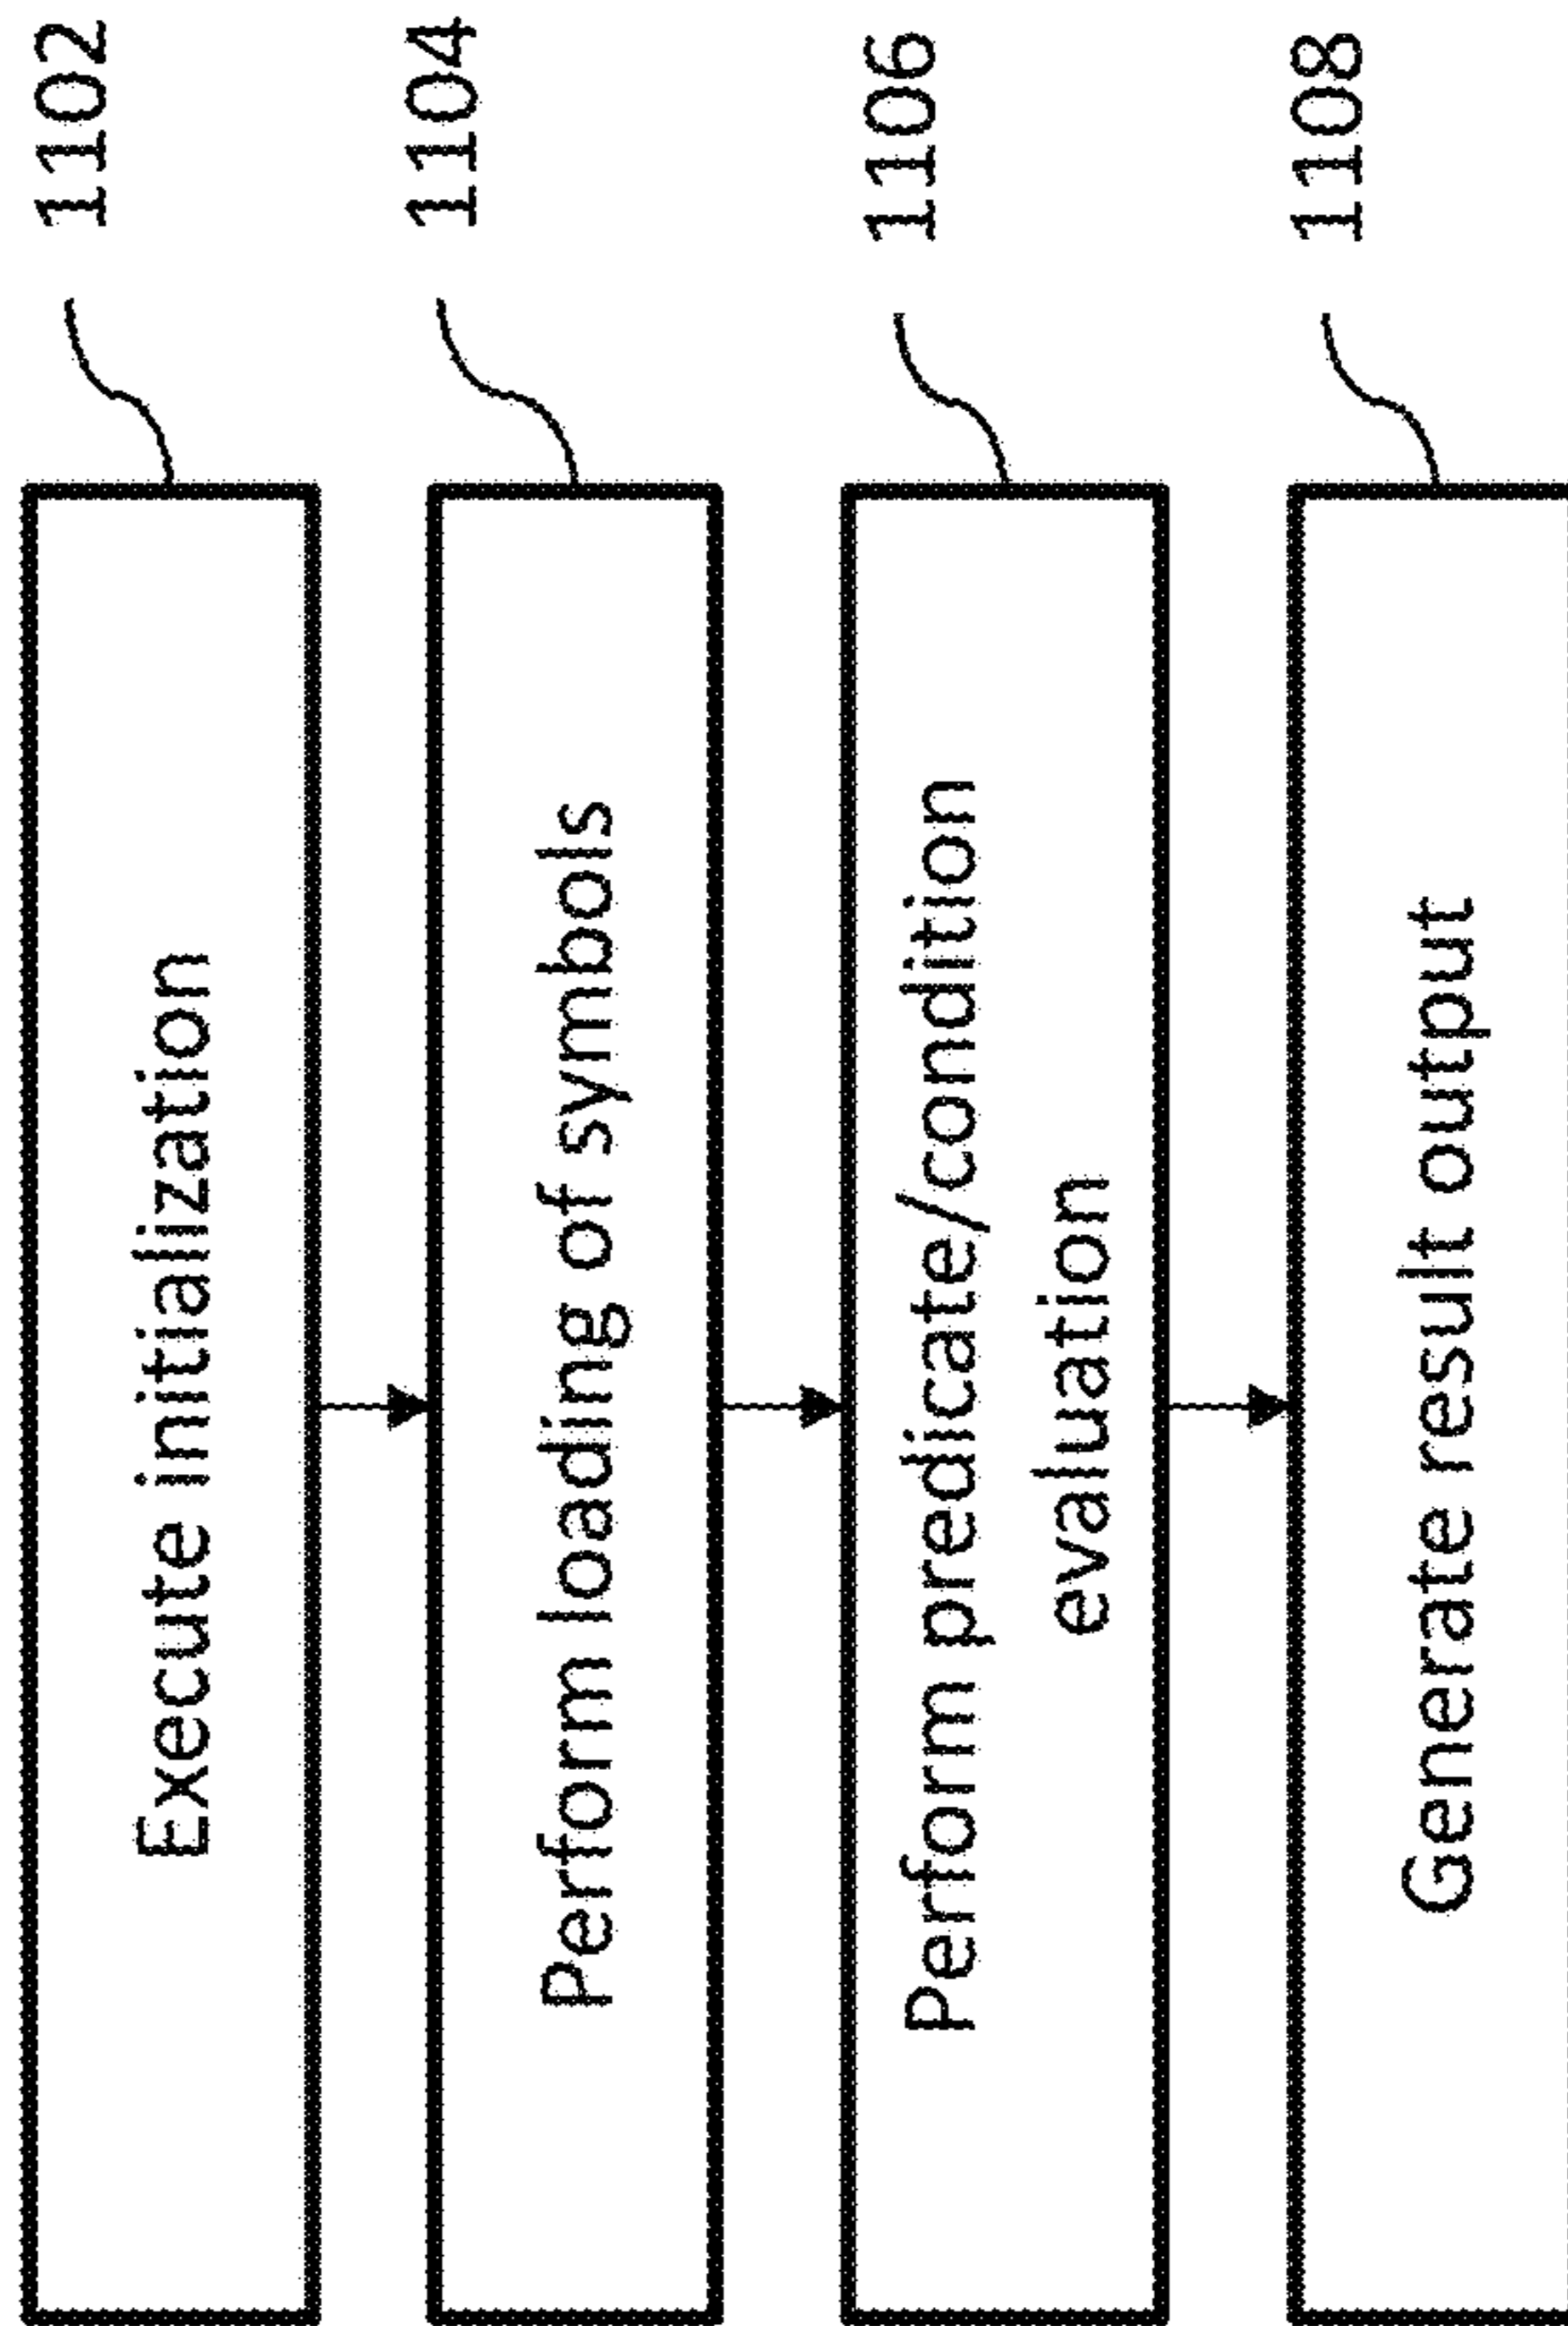 Execute initialization
1102
Perform loading of symbols
1104
Perform predicate/condition
evaluation
1106
Generate result output
1108